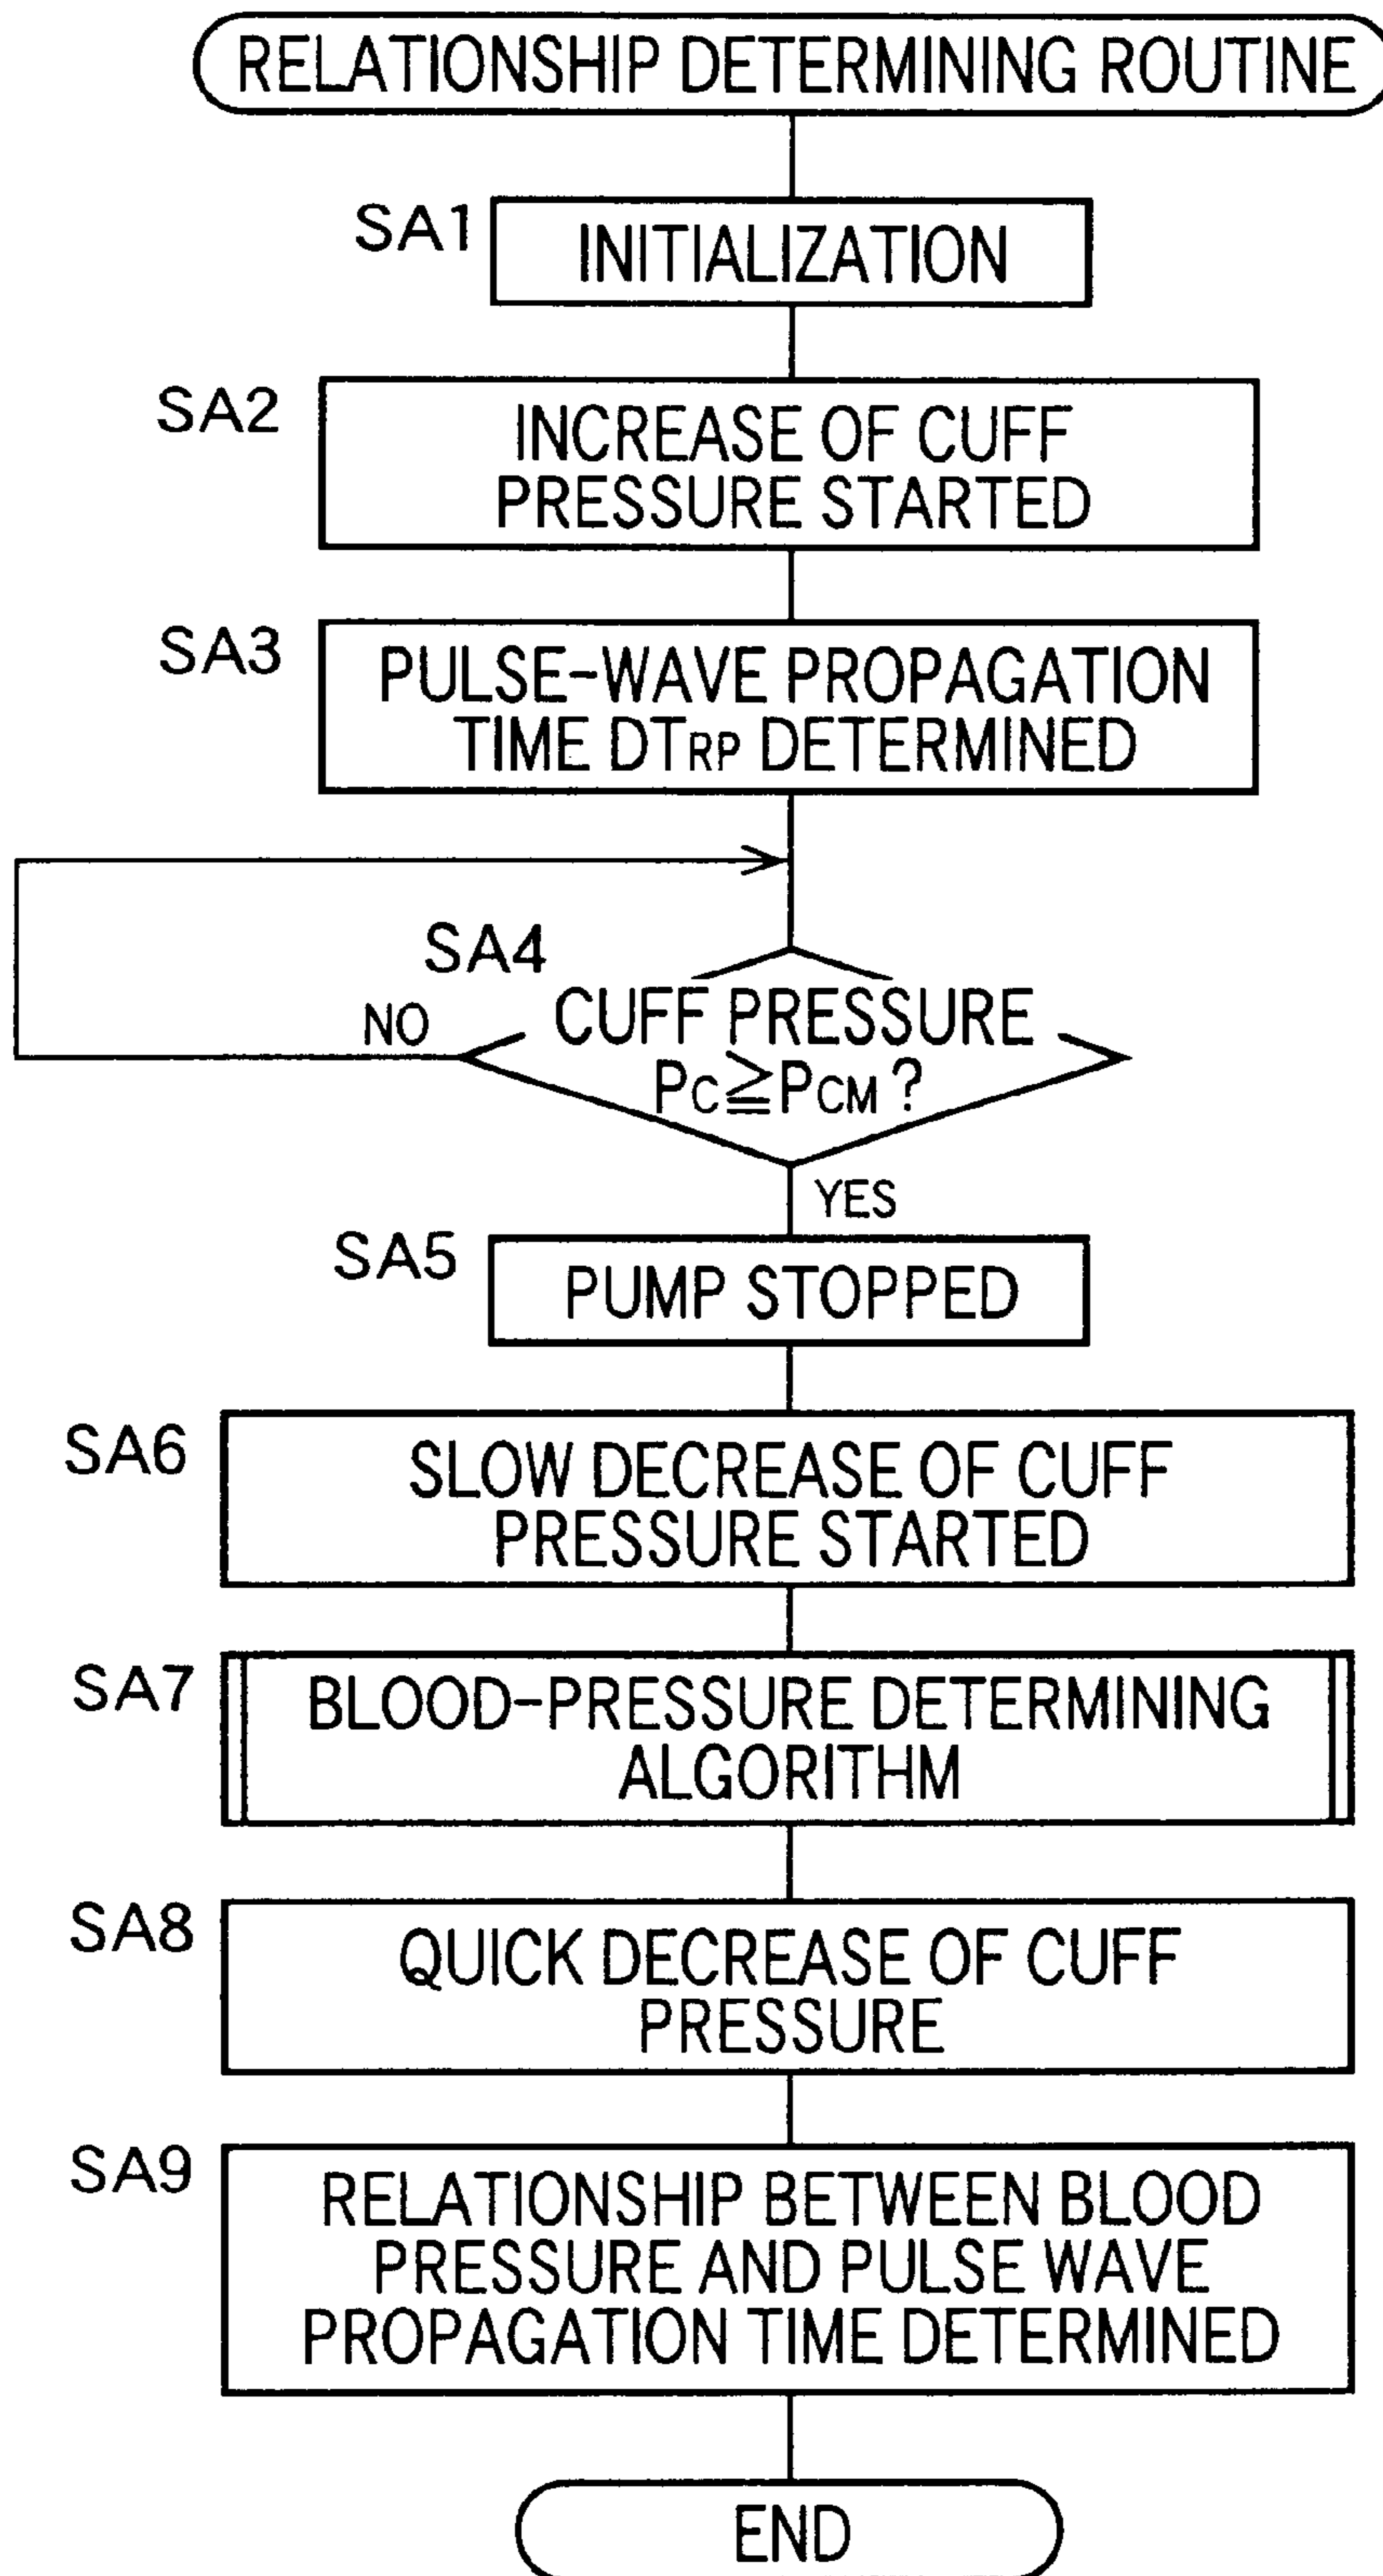 RELATIONSHIP DETERMINING ROUTINE
SA1
INITIALIZATION
SA2
INCREASE OF CUFF
PRESSURE STARTED
SA3
PULSE-WAVE PROPAGATION
TIME DTRP DETERMINED
SA4
CUFF PRESSURE
PC≧PCM ?
NO
YES
SA5
PUMP STOPPED
SA6
SLOW DECREASE OF CUFF
PRESSURE STARTED
SA7
BLOOD-PRESSURE DETERMINING
ALGORITHM
SA8
QUICK DECREASE OF CUFF
PRESSURE
SA9
RELATIONSHIP BETWEEN BLOOD
PRESSURE AND PULSE WAVE
PROPAGATION TIME DETERMINED
END